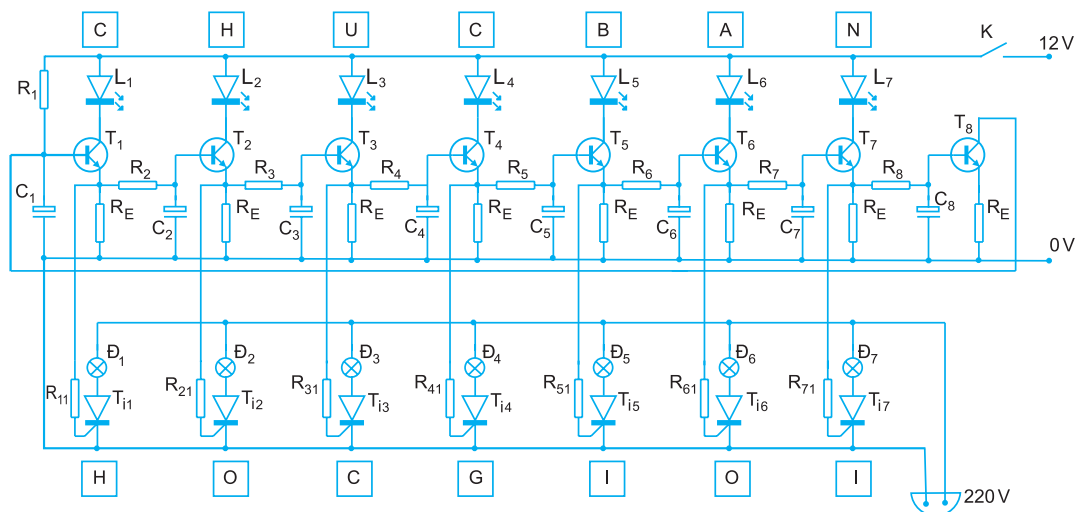 C H U C B A N K 12 V
R1 L1 L2 L3 L4 L5 L6 L7
T1 T2 T3 T4 T5 T6 T7 T8
C1 R2 R3 R4 R5 R6 R7 R8
RE C2 RE C3 RE C4 RE C5 RE C6 RE C7 RE C8 RE
0 V
Đ1 Đ2 Đ3 Đ4 Đ5 Đ6 Đ7
R11 Ti1 R21 Ti2 R31 Ti3 R41 Ti4 R51 Ti5 R61 Ti6 R71 Ti7
H O C G I O I 220 V